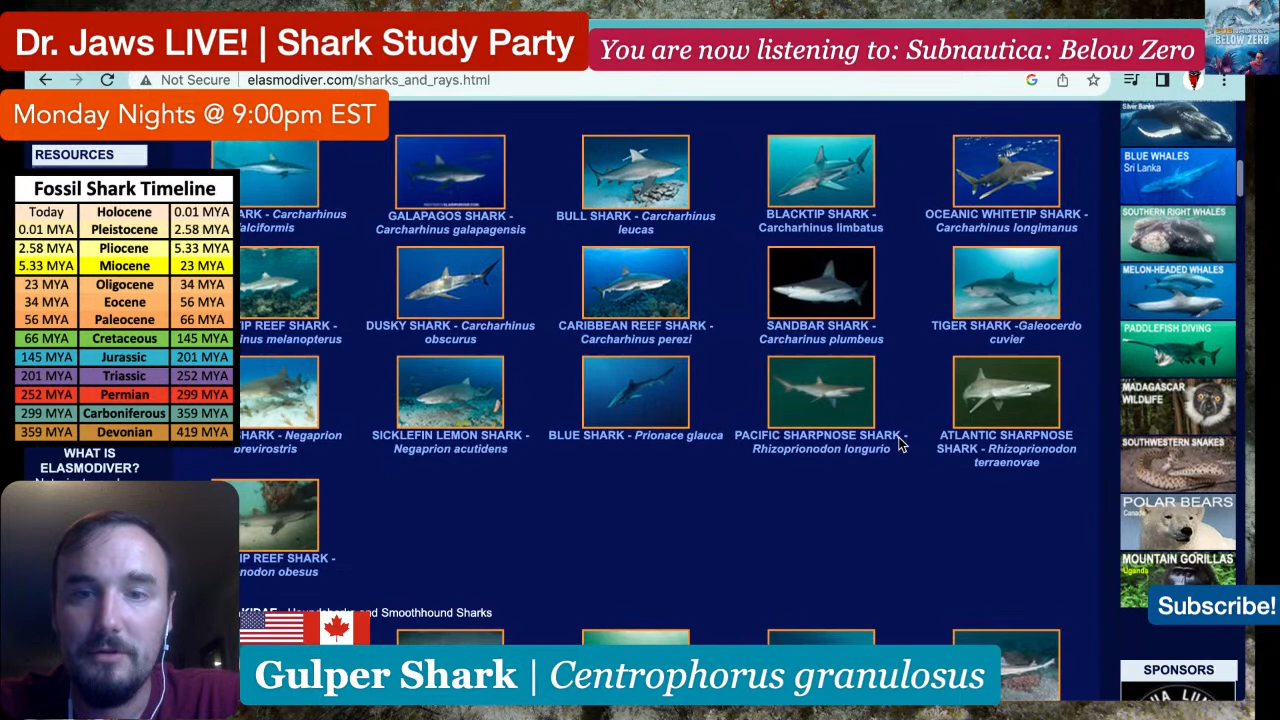 Dr. Jaws LIVE! | Shark Study Party
You are now listening to: Subnautica: Below Zero
BELOW ZERO
Not Secure
elasmodiver.com/sharks_and_rays.html
Monday Nights @ 9:00pm EST
RESOURCES
Fossil Shark Timeline
Today Holocene 0.01 MYA
0.01 MYA Pleistocene 2.58 MYA
2.58 MYA Pliocene 5.33 MYA
5.33 MYA Miocene 23 MYA
23 MYA Oligocene 34 MYA
34 MYA Eocene 56 MYA
56 MYA Paleocene 66 MYA
66 MYA Cretaceous 145 MYA
145 MYA Jurassic 201 MYA
201 MYA Triassic 252 MYA
252 MYA Permian 299 MYA
299 MYA Carboniferous 359 MYA
359 MYA Devonian 419 MYA
WHAT IS
ELASMODIVER?
ARK - Carcharhinus
alciformis
GALAPAGOS SHARK -
Carcharhinus galapagensis
BULL SHARK - Carcharhinus
leucas
BLACKTIP SHARK -
Carcharhinus limbatus
OCEANIC WHITETIP SHARK -
Carcharhinus longimanus
IP REEF SHARK -
inus melanopterus
DUSKY SHARK - Carcharhinus
obscurus
CARIBBEAN REEF SHARK -
Carcharhinus perezi
SANDBAR SHARK -
Carcharinus plumbeus
TIGER SHARK -Galeocerdo
cuvier
HARK - Negaprion
brevirostris
SICKLEFIN LEMON SHARK -
Negaprion acutidens
BLUE SHARK - Prionace glauca
PACIFIC SHARPNOSE SHARK -
Rhizoprionodon longurio
ATLANTIC SHARPNOSE
SHARK - Rhizoprionodon
terraenovae
IP REEF SHARK -
nodon obesus
and Smoothhound Sharks
Silver Banks
BLUE WHALES
Sri Lanka
SOUTHERN RIGHT WHALES
MELON-HEADED WHALES
PADDLEFISH DIVING
MADAGASCAR
WILDLIFE
SOUTHWESTERN SNAKES
POLAR BEARS
Canada
MOUNTAIN GORILLAS
Uganda
Subscribe!
SPONSORS
Gulper Shark | Centrophorus granulosus